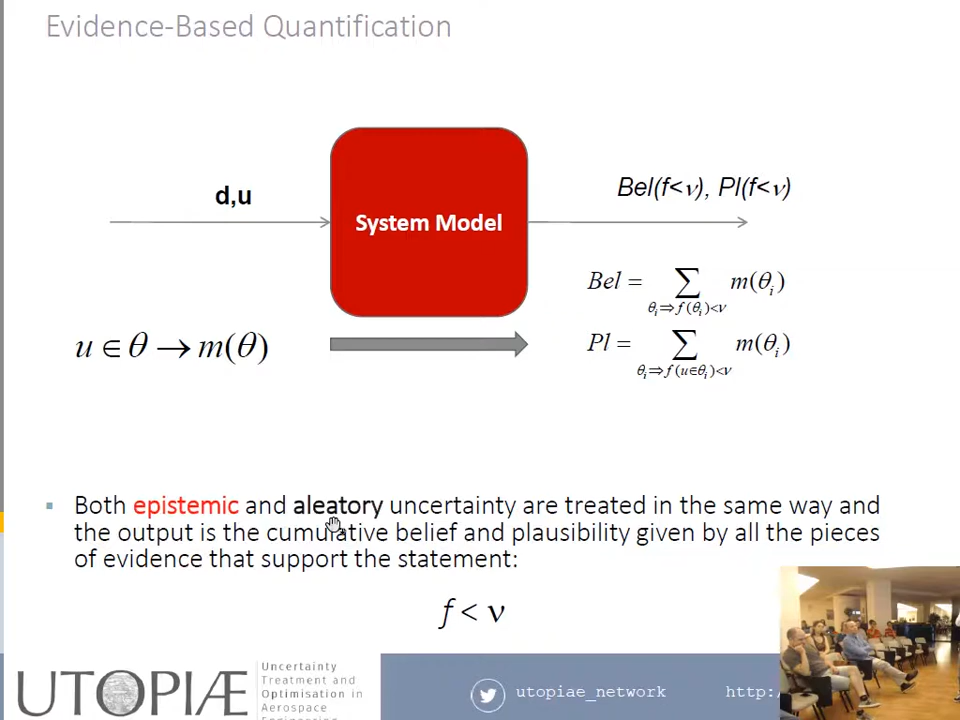 Evidence-Based Quantification
d,u
System Model
Bel(f<ν), Pl(f<ν)
Bel = ∑ m(θᵢ)
θᵢ⇒f(θᵢ)<ν
u ∈ θ → m(θ)
Pl = ∑ m(θᵢ)
θᵢ⇒f(u∈θᵢ)<ν
Both epistemic and aleatory uncertainty are treated in the same way and
the output is the cumulative belief and plausibility given by all the pieces
of evidence that support the statement:
f < ν
UTOPIÆ
Uncertainty
Treatment and
Optimisation in
Aerospace
utopiae_network
http: